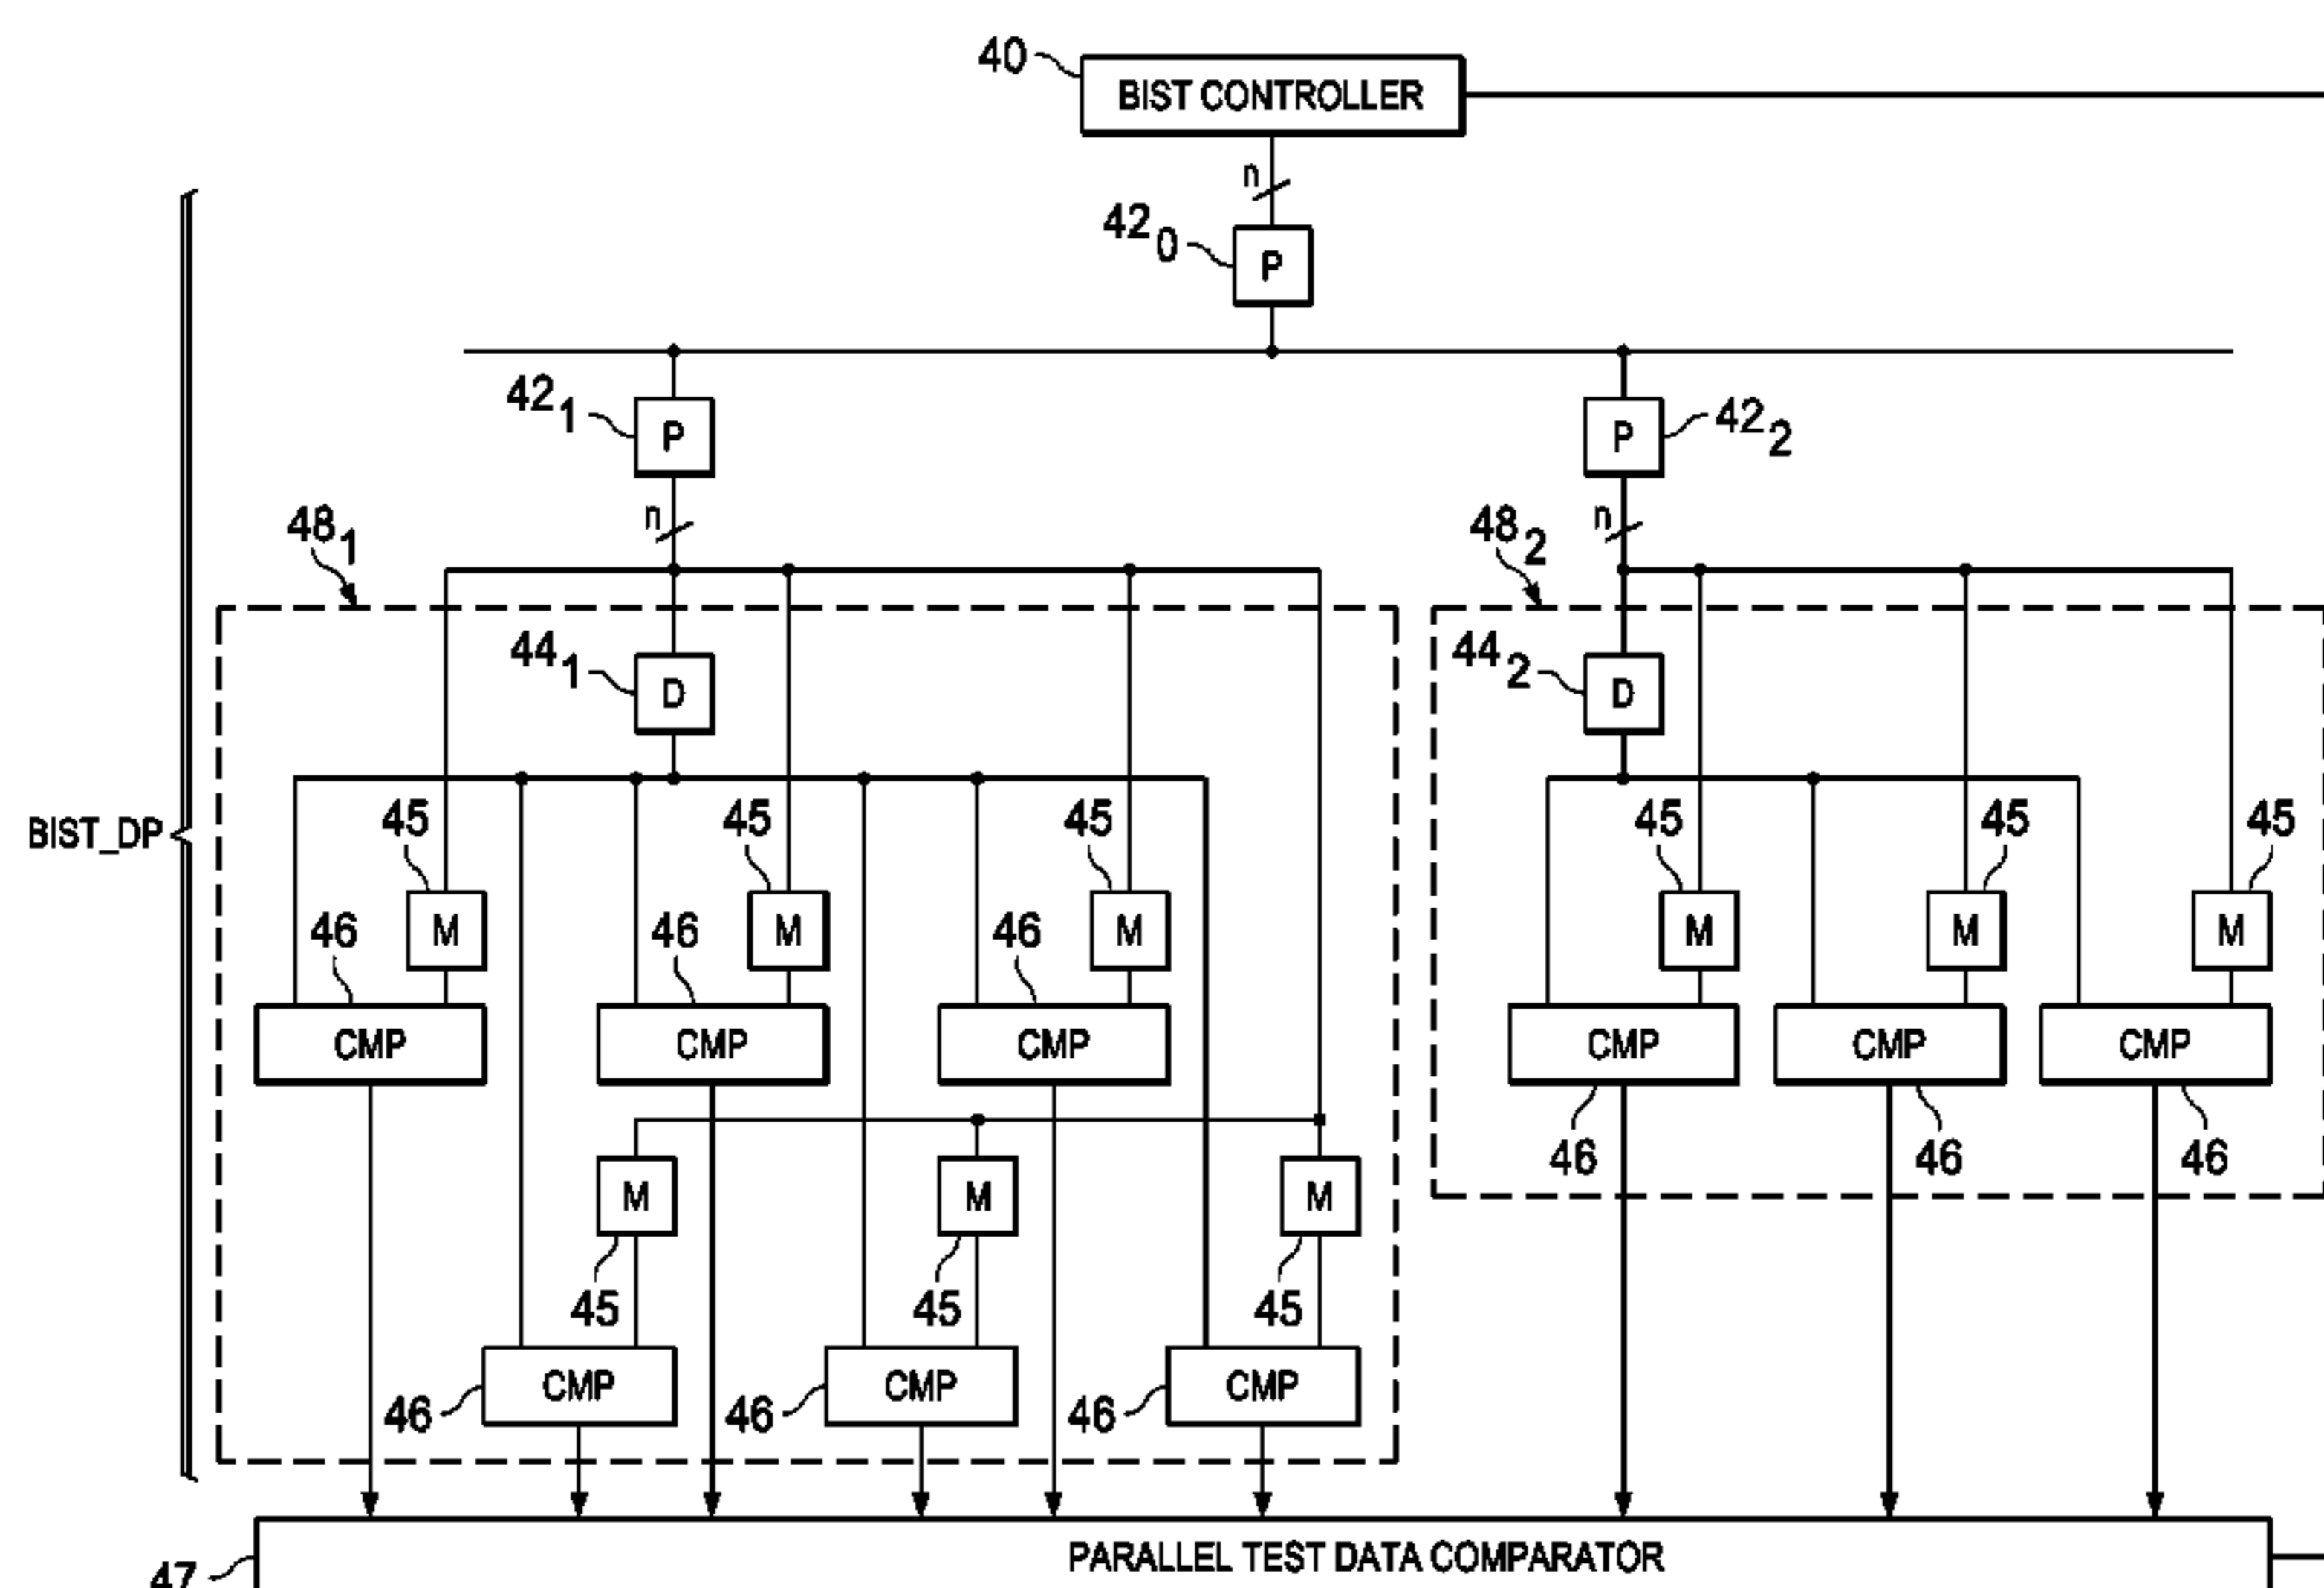 40
BIST CONTROLLER
n
42 0
P
42 1
P
P
42 2
n
n
48 1
48 2
44 1
D
44 2
D
BIST_DP
45
45
45
45
45
45
46
M
46
M
46
M
M
M
M
CMP
CMP
CMP
CMP
CMP
CMP
46
46
46
M
M
M
45
45
45
CMP
CMP
CMP
46
46
46
PARALLEL TEST DATA COMPARATOR
47